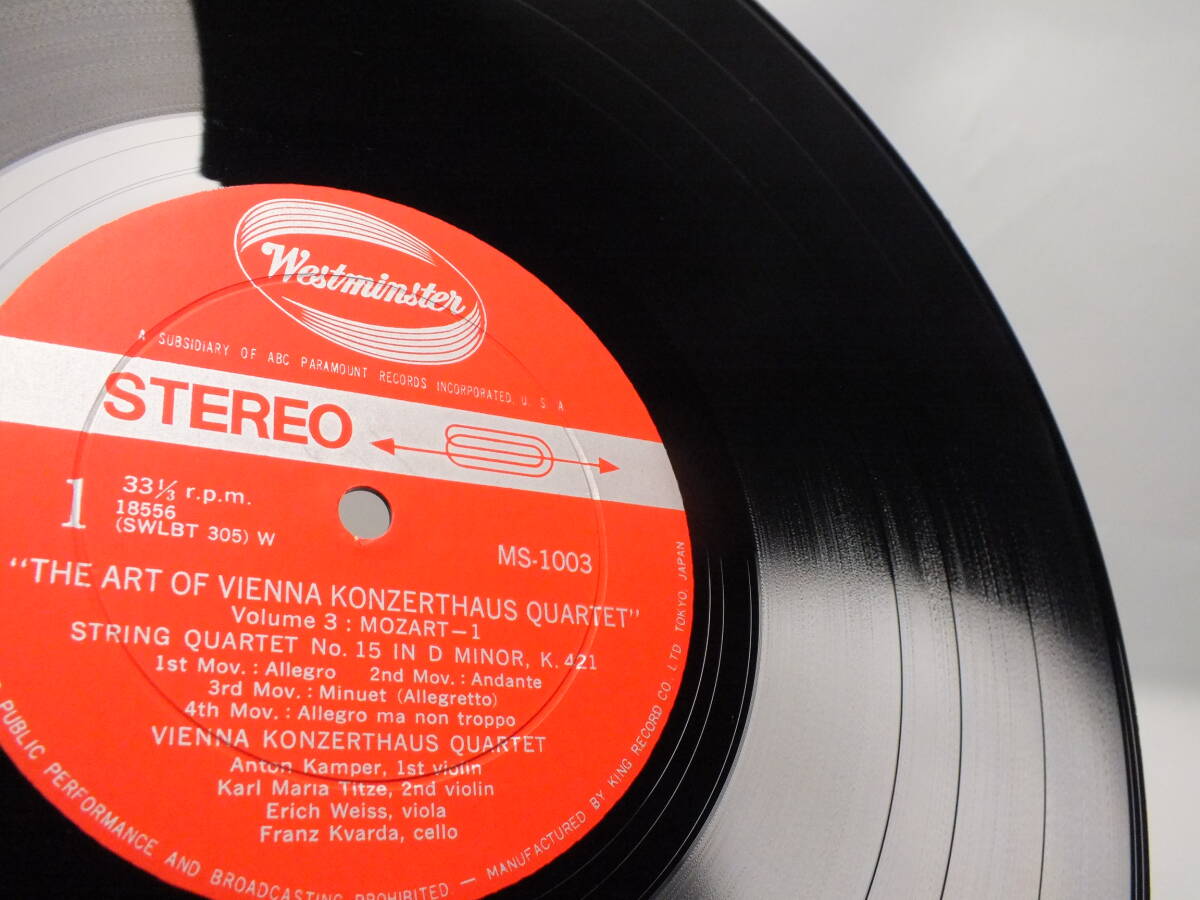 Westminster
A SUBSIDIARY OF ABC PARAMOUNT RECORDS INCORPORATED. U. S. A
STEREO
1
33⅓ r.p.m.
18556
(SWLBT 305) W
MS-1003
"THE ART OF VIENNA KONZERTHAUS QUARTET"
Volume 3 : MOZART—1
STRING QUARTET No. 15 IN D MINOR, K. 421
1st Mov. : Allegro 2nd Mov. : Andante
3rd Mov. : Minuet (Allegretto)
4th Mov. : Allegro ma non troppo
VIENNA KONZERTHAUS QUARTET
Anton Kamper, 1st violin
Karl Maria Titze, 2nd violin
Erich Weiss, viola
Franz Kvarda, cello
PUBLIC PERFORMANCE AND BROADCASTING PROHIBITED — MANUFACTURED BY KING RECORD CO. LTD TOKYO, JAPAN